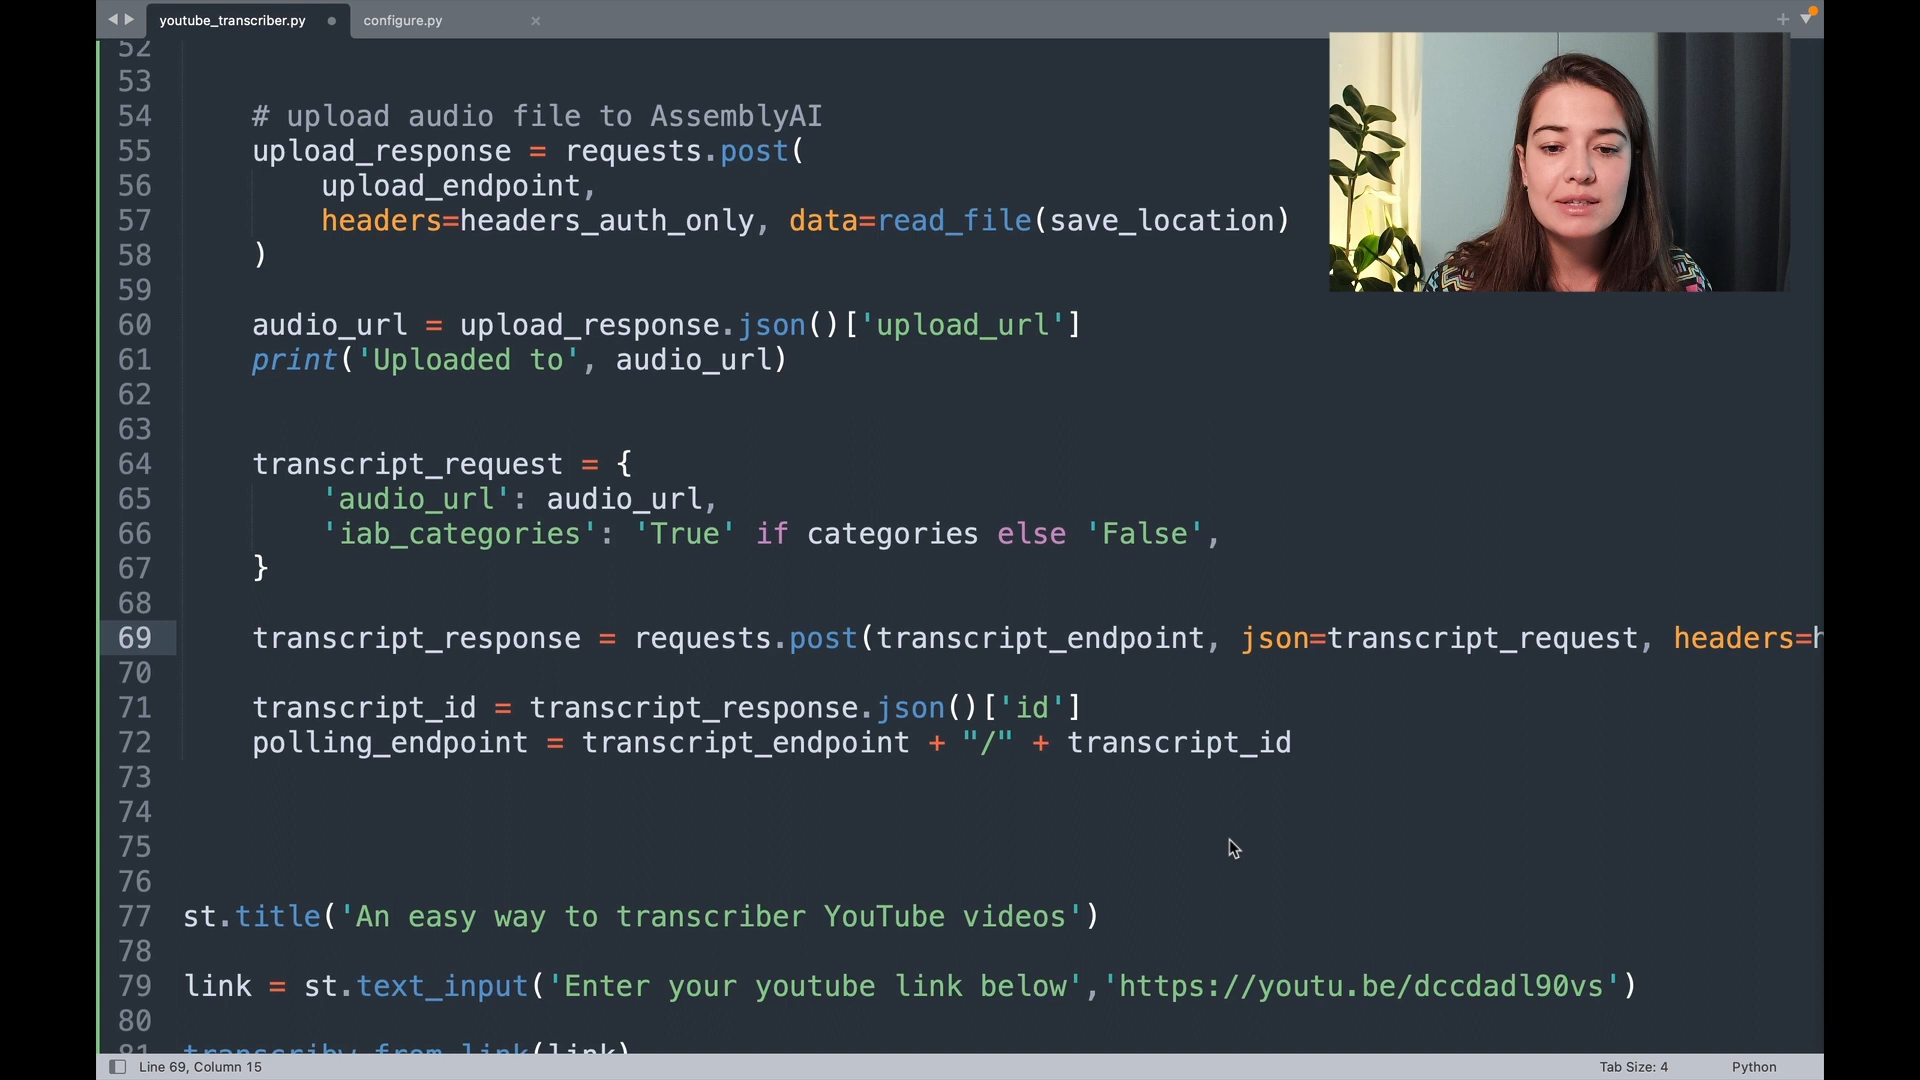 youtube_transcriber.py
configure.py
52
53
54 # upload audio file to AssemblyAI
55 upload_response = requests.post(
56 upload_endpoint,
57 headers=headers_auth_only, data=read_file(save_location)
58 )
59
60 audio_url = upload_response.json()['upload_url']
61 print('Uploaded to', audio_url)
62
63
64 transcript_request = {
65 'audio_url': audio_url,
66 'iab_categories': 'True' if categories else 'False',
67 }
68
69 transcript_response = requests.post(transcript_endpoint, json=transcript_request, headers=h
70
71 transcript_id = transcript_response.json()['id']
72 polling_endpoint = transcript_endpoint + "/" + transcript_id
73
74
75
76
77 st.title('An easy way to transcriber YouTube videos')
78
79 link = st.text_input('Enter your youtube link below','https://youtu.be/dccdadl90vs')
80
81 (link)
Line 69, Column 15
Tab Size: 4
Python